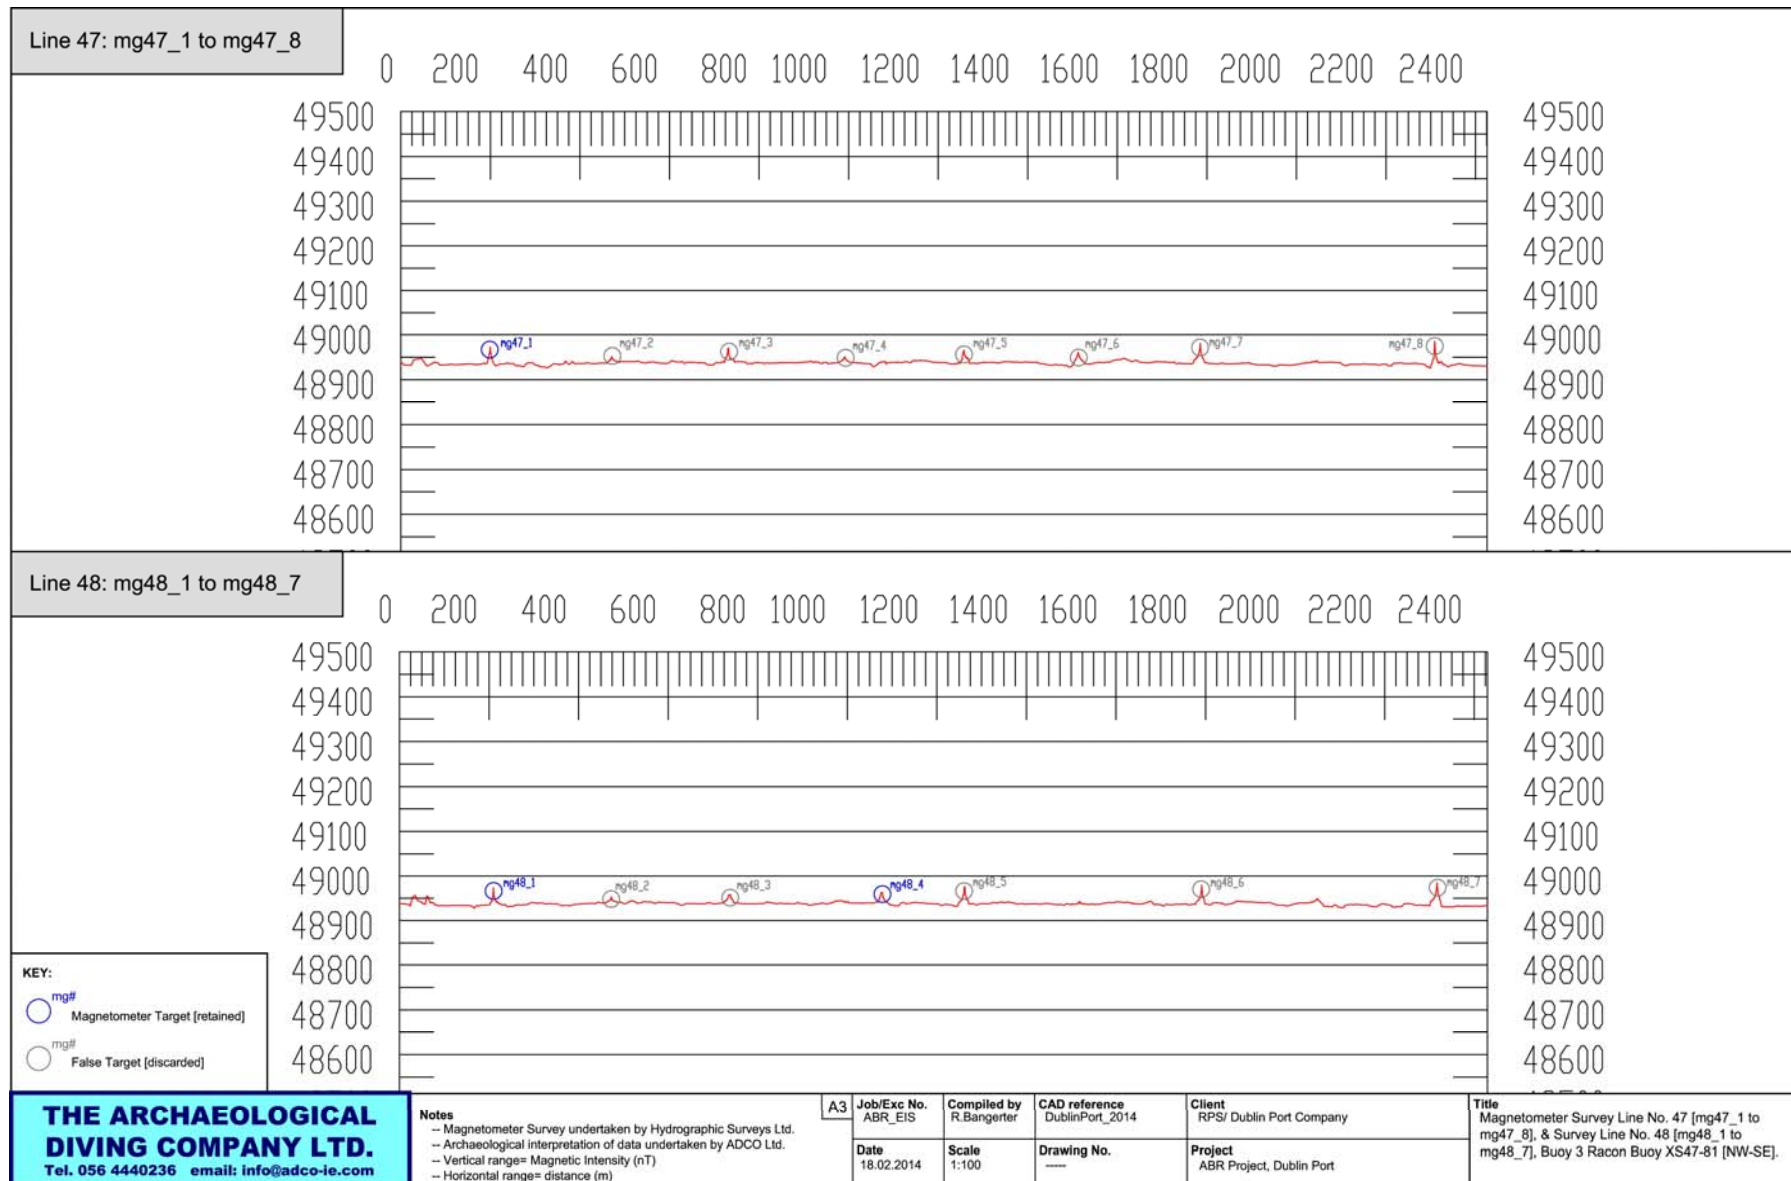 Line 47: mg47_1 to mg47_8
0 200 400 600 800 1000 1200 1400 1600 1800 2000 2200 2400
49500 49500
49400 49400
49300 49300
49200 49200
49100 49100
49000 49000
mg47_1 mg47_2 mg47_3 mg47_4 mg47_5 mg47_6 mg47_7 mg47_8
48900 48900
48800 48800
48700 48700
48600 48600
Line 48: mg48_1 to mg48_7
0 200 400 600 800 1000 1200 1400 1600 1800 2000 2200 2400
49500 49500
49400 49400
49300 49300
49200 49200
49100 49100
49000 49000
mg48_1 mg48_2 mg48_3 mg48_4 mg48_5 mg48_6 mg48_7
48900 48900
48800 48800
48700 48700
48600 48600
KEY:
mg#
Magnetometer Target [retained]
mg#
False Target [discarded]
THE ARCHAEOLOGICAL
DIVING COMPANY LTD.
Tel. 056 4440236 email: info@adco-ie.com
Notes
-- Magnetometer Survey undertaken by Hydrographic Surveys Ltd.
-- Archaeological interpretation of data undertaken by ADCO Ltd.
-- Vertical range= Magnetic Intensity (nT)
-- Horizontal range= distance (m)
A3
Job/Exc No.
ABR_EIS
Compiled by
R.Bangerter
CAD reference
DublinPort_2014
Client
RPS/ Dublin Port Company
Date
18.02.2014
Scale
1:100
Drawing No.
-----
Project
ABR Project, Dublin Port
Title
Magnetometer Survey Line No. 47 [mg47_1 to
mg47_8], & Survey Line No. 48 [mg48_1 to
mg48_7], Buoy 3 Racon Buoy XS47-81 [NW-SE].